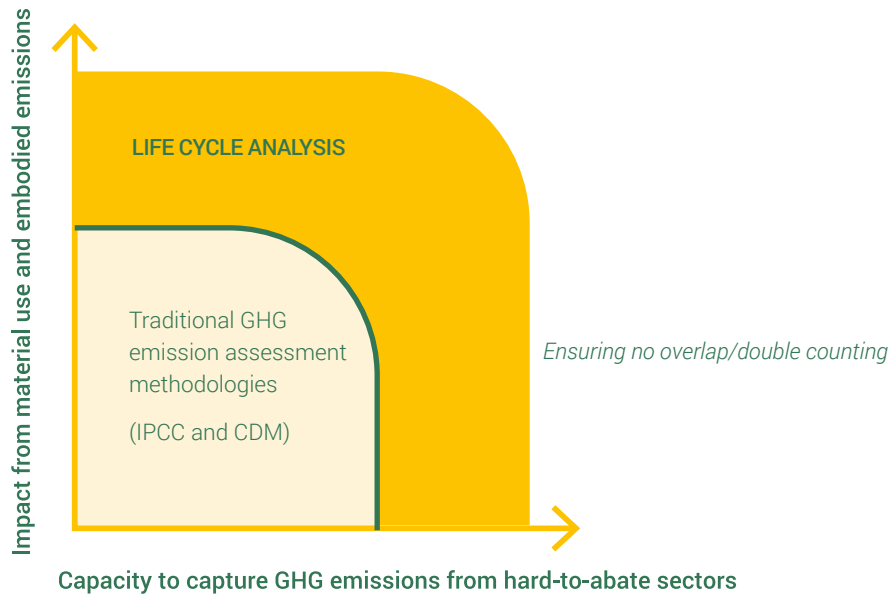 Impact from material use and embodied emissions
LIFE CYCLE ANALYSIS
Traditional GHG
emission assessment
methodologies
(IPCC and CDM)
Ensuring no overlap/double counting
Capacity to capture GHG emissions from hard-to-abate sectors